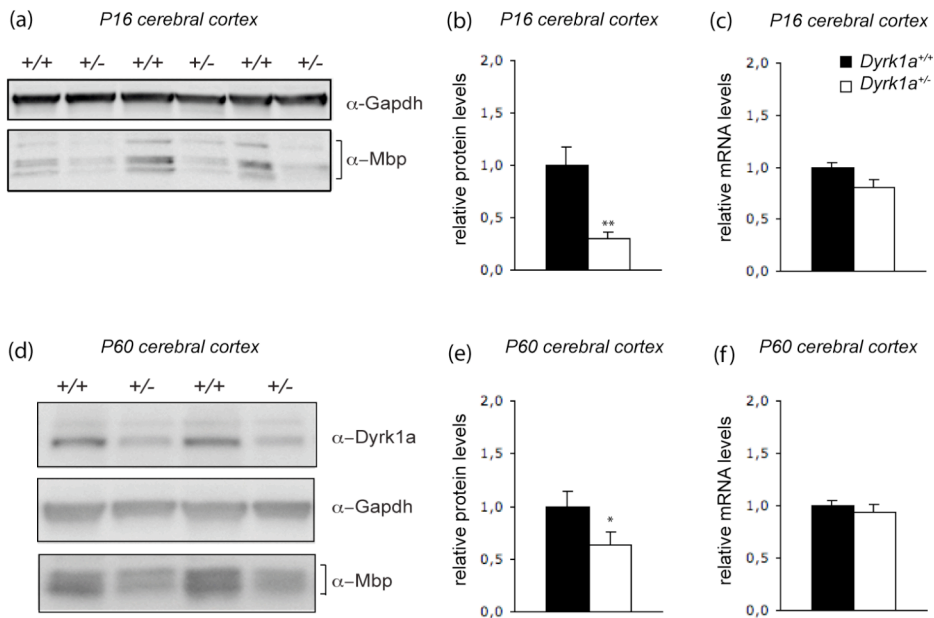 (a) P16 cerebral cortex
+/+ +/- +/+ +/- +/+ +/-
α-Gapdh
α-Mbp
(b) P16 cerebral cortex
relative protein levels
2,0
1,5
1,0
0,5
0,0
**
(c) P16 cerebral cortex
relative mRNA levels
2,0
1,5
1,0
0,5
0,0
Dyrk1a+/+
Dyrk1a+/-
(d) P60 cerebral cortex
+/+ +/- +/+ +/-
α-Dyrk1a
α-Gapdh
α-Mbp
(e) P60 cerebral cortex
relative protein levels
2,0
1,5
1,0
0,5
0,0
*
(f) P60 cerebral cortex
relative mRNA levels
2,0
1,5
1,0
0,5
0,0